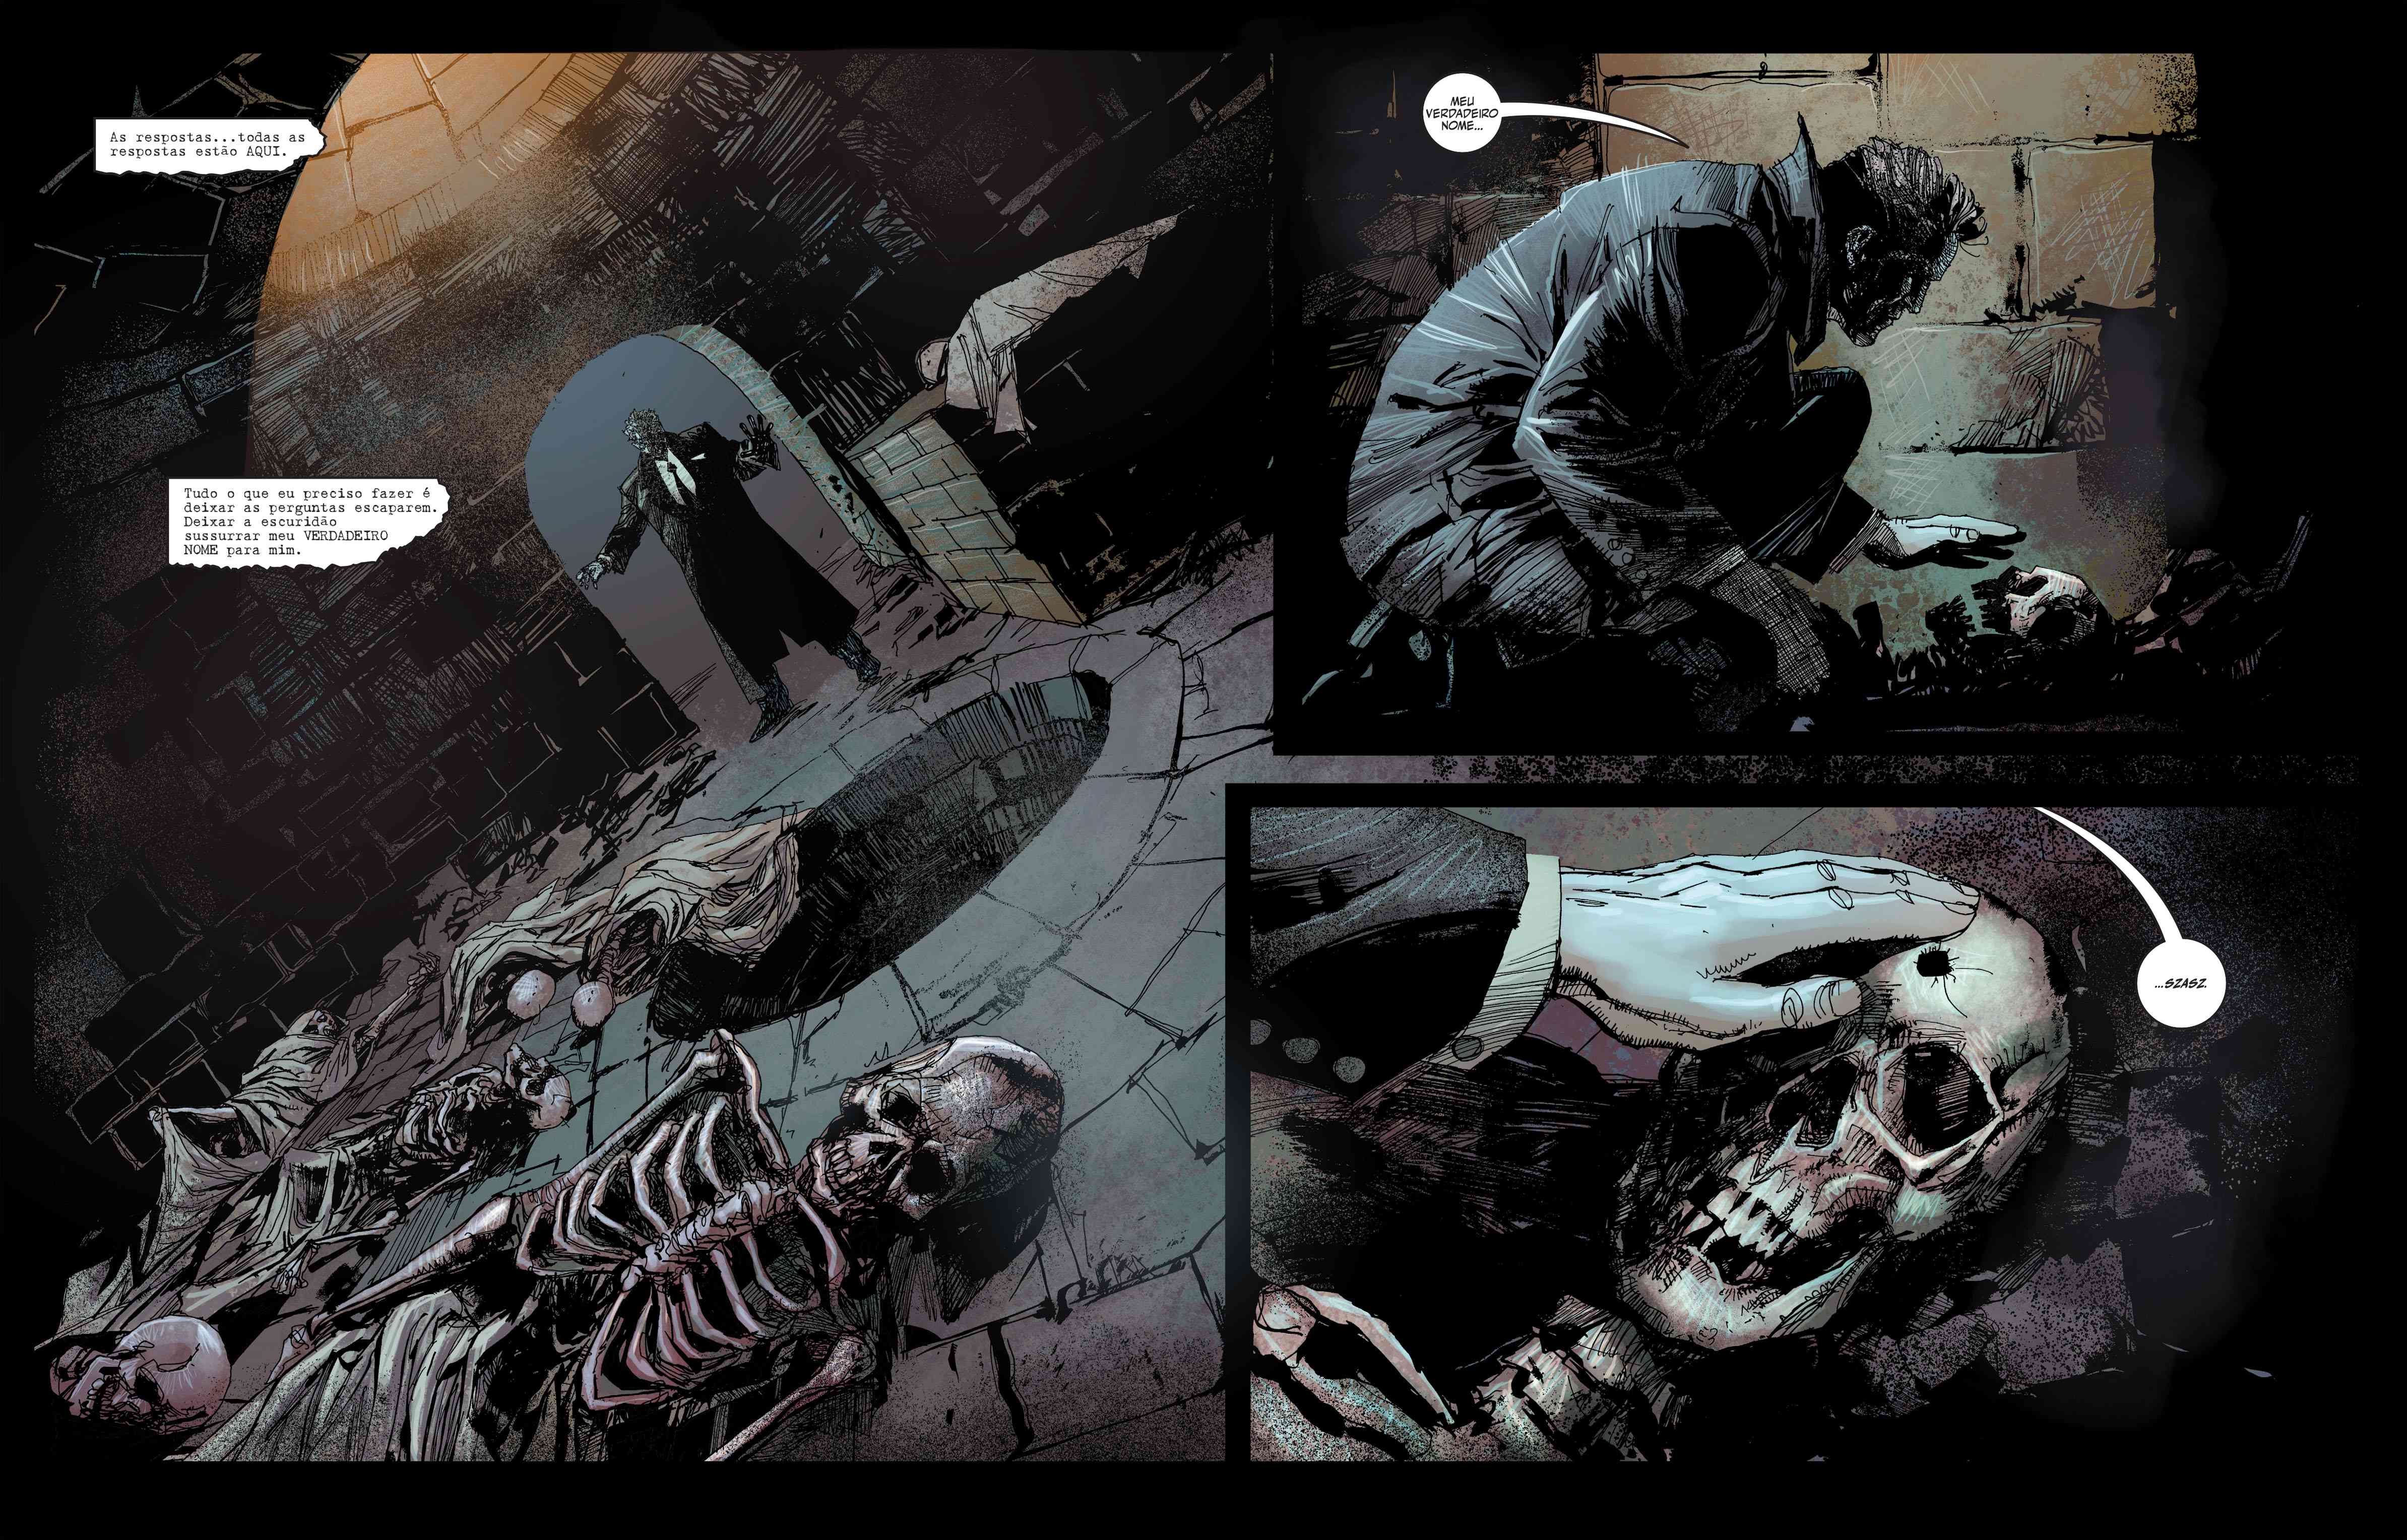 As respostas...todas as
respostas estão AQUI.
Tudo o que eu preciso fazer é
deixar as perguntas escaparem.
Deixar a escuridão
sussurrar meu VERDADEIRO
NOME para mim.
MEU
VERDADEIRO
NOME...
...SZASZ.